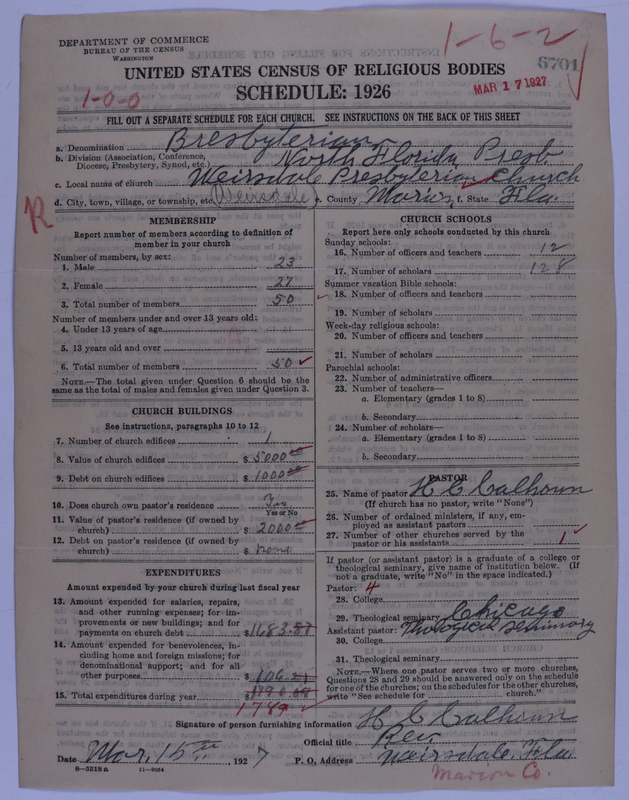 DEPARTMENT OF COMMERCE
BUREAU OF THE CENSUS
WASHINGTON
1-6-2
6701
UNITED STATES CENSUS OF RELIGIOUS BODIES
MAR 17 1927
1-0-0
SCHEDULE: 1926
FILL OUT A SEPARATE SCHEDULE FOR EACH CHURCH. SEE INSTRUCTIONS ON THE BACK OF THIS SHEET
a. Denomination Presbyterian
b. Division (Association, Conference, Diocese, Presbytery, Synod, etc.) North Florida Presb
c. Local name of church Weirsdale Presbyterian Church
d. City, town, village, or township, etc. Weirsdale e. County Marion f. State Fla.
R
MEMBERSHIP
Report number of members according to definition of
member in your church
Number of members, by sex:
1. Male 23
2. Female 27
3. Total number of members 50
Number of members under and over 13 years old:
4. Under 13 years of age
5. 13 years old and over
6. Total number of members 50
NOTE.—The total given under Question 6 should be
same as the total of males and females given under Question 3.
CHURCH BUILDINGS
See instructions, paragraphs 10 to 12
7. Number of church edifices 1
8. Value of church edifices $5000 00
9. Debt on church edifices $1000 00
10. Does church own pastor's residence
Yes or No
11. Value of pastor's residence (if owned by
church) $2000 00
12. Debt on pastor's residence (if owned by
church) $none
EXPENDITURES
Amount expended by your church during last fiscal year
13. Amount expended for salaries, repairs,
and other running expenses; for im-
provements or new buildings; and for
payments on church debt $1683.
14. Amount expended for benevolences, in-
cluding home and foreign missions; for
denominational support; and for all
other purposes $106.
15. Total expenditures during year $
1789
CHURCH SCHOOLS
Report here only schools conducted by this church
Sunday schools:
16. Number of officers and teachers 12
17. Number of scholars 128
Summer vacation Bible schools:
18. Number of officers and teachers
19. Number of scholars
Week-day religious schools:
20. Number of officers and teachers
21. Number of scholars
Parochial schools:
22. Number of administrative officers
23. Number of teachers—
a. Elementary (grades 1 to 8)
b. Secondary
24. Number of scholars—
a. Elementary (grades 1 to 8)
b. Secondary
PASTOR
25. Name of pastor H C Calhoun
(If church has no pastor, write "None")
26. Number of ordained ministers, if any, em-
ployed as assistant pastors
27. Number of other churches served by the
pastor or his assistants 1
If pastor (or assistant pastor) is a graduate of a college or
theological seminary, give name of institution below. (If
not a graduate, write "No" in the space indicated.)
Pastor: 4
28. College
29. Theological seminary Chicago
Assistant pastor: Theological seminary
30. College
31. Theological seminary
NOTE.—Where one pastor serves two or more churches,
Questions 28 and 29 should be answered only on the schedule
for one of the churches; on the schedules for the other churches,
write "See schedule for church."
Signature of person furnishing information H C Calhoun
Official title Rev
Date Mar. 15th 1927 P. O. Address Weirsdale, Fla.
8-5518a 11-9264
Marion Co.